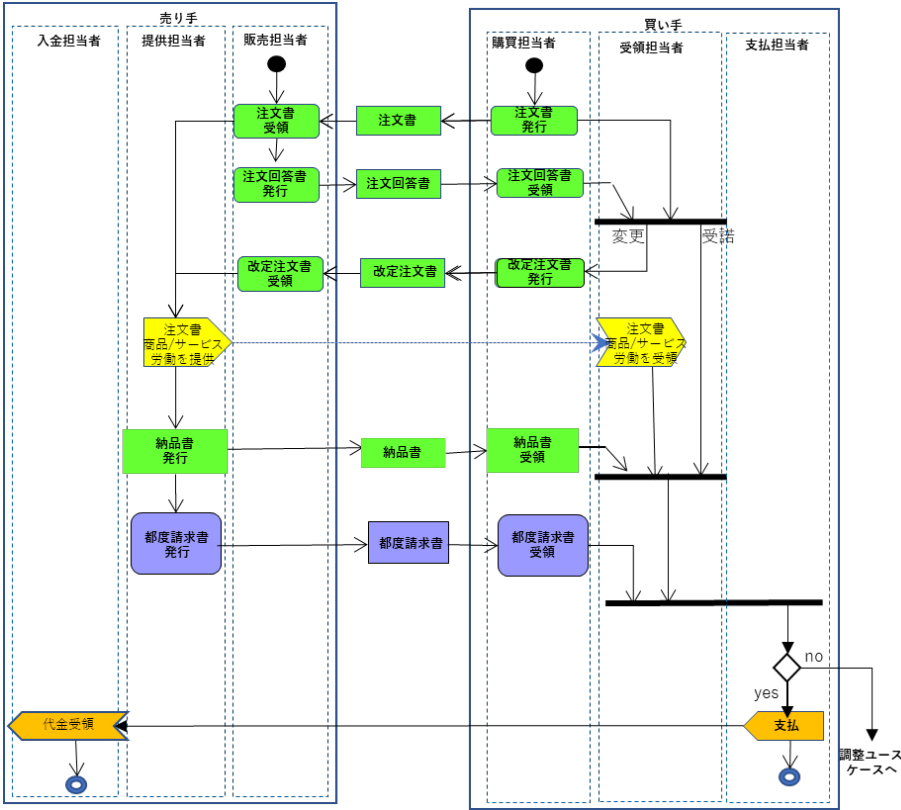 売り手
買い手
入金担当者
提供担当者
販売担当者
購買担当者
受領担当者
支払担当者
注文書
受領
注文書
注文書
発行
注文回答書
発行
注文回答書
注文回答書
受領
変更
受諾
改定注文書
受領
改定注文書
改定注文書
発行
注文書
商品/サービス
労働を提供
注文書
商品/サービス
労働を受領
納品書
発行
納品書
納品書
受領
都度請求書
発行
都度請求書
都度請求書
受領
no
yes
代金受領
支払
調整ユース
ケースへ